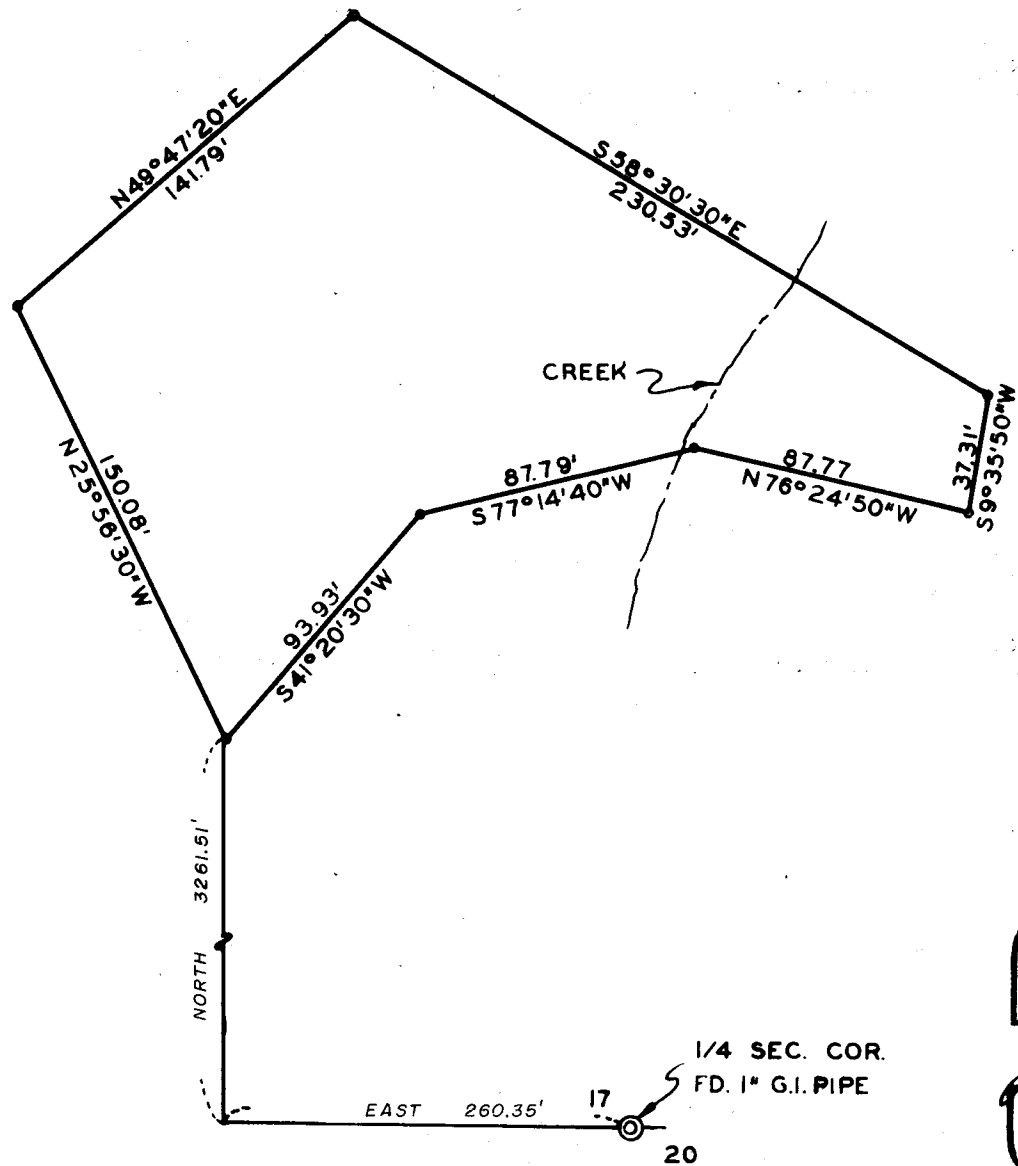 N49°47'20"E
141.79'
S58°30'30"E
230.53'
CREEK
37.31'
S9°35'50"W
87.77
N76°24'50"W
87.79'
S77°14'40"W
150.08'
N25°56'30"W
93.93'
S41°20'30"W
NORTH 3261.51'
1/4 SEC. COR.
FD. 1" G.I. PIPE
EAST 260.35'
17
20